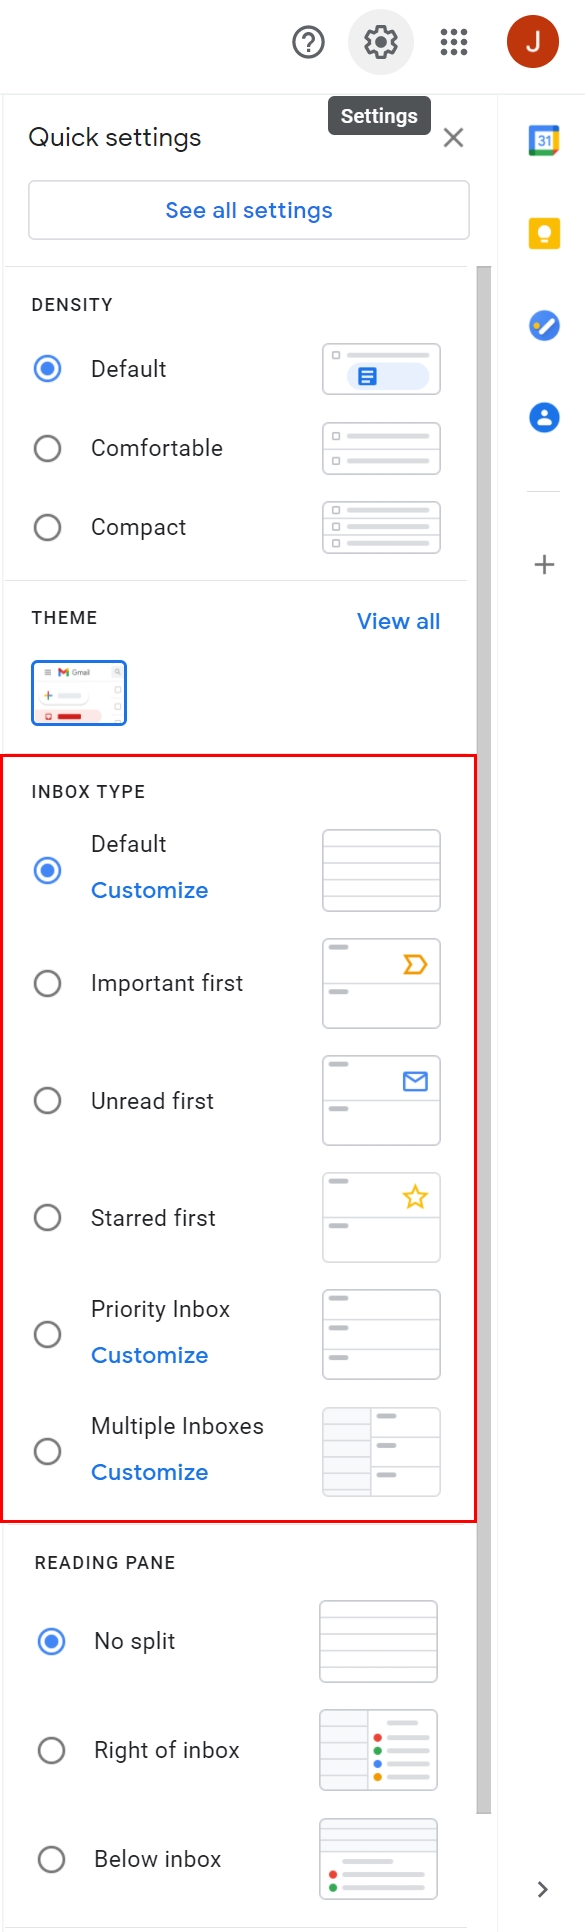 J
Settings
Quick settings
31
See all settings
DENSITY
Default
Comfortable
Compact
THEME
View all
Gmail
INBOX TYPE
Default
Customize
Important first
Unread first
Starred first
Priority Inbox
Customize
Multiple Inboxes
Customize
READING PANE
No split
Right of inbox
Below inbox